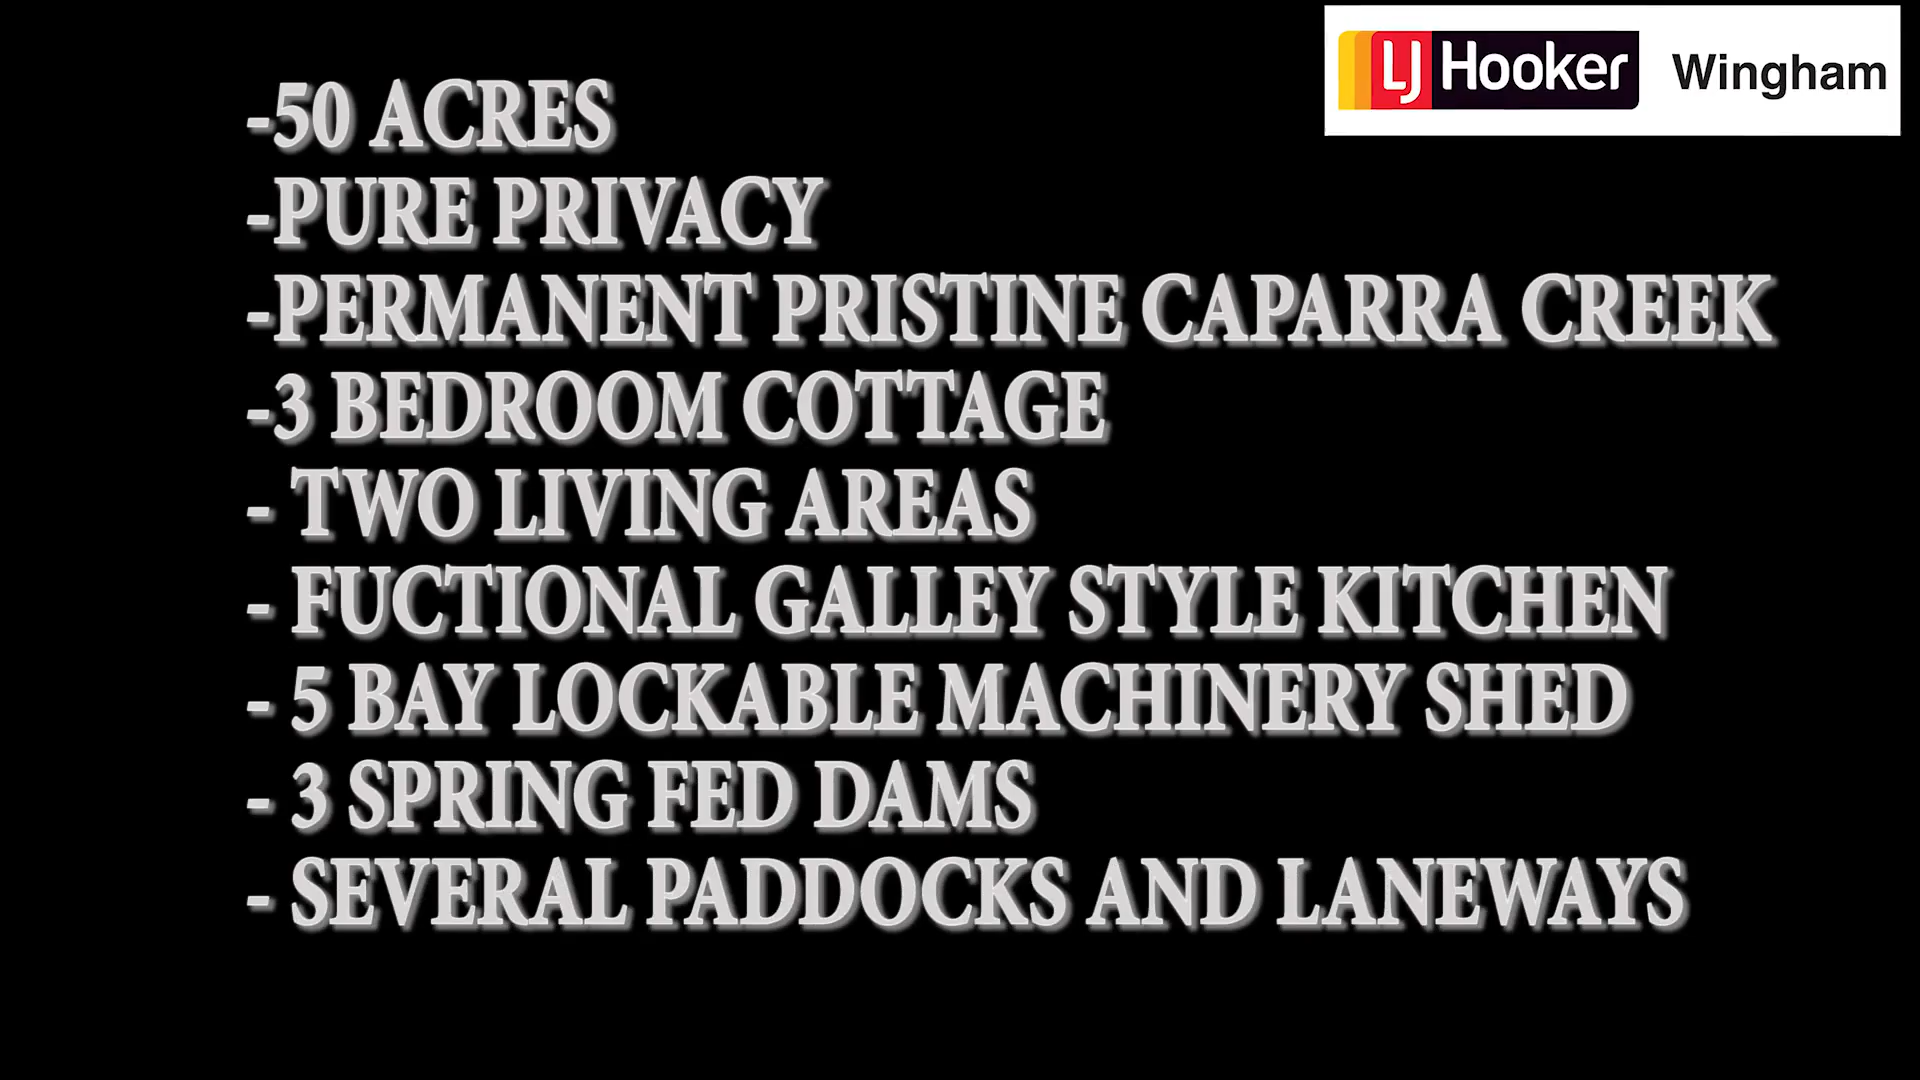 LJ Hooker Wingham
-50 ACRES
-PURE PRIVACY
-PERMANENT PRISTINE CAPARRA CREEK
-3 BEDROOM COTTAGE
- TWO LIVING AREAS
- FUCTIONAL GALLEY STYLE KITCHEN
- 5 BAY LOCKABLE MACHINERY SHED
- 3 SPRING FED DAMS
- SEVERAL PADDOCKS AND LANEWAYS